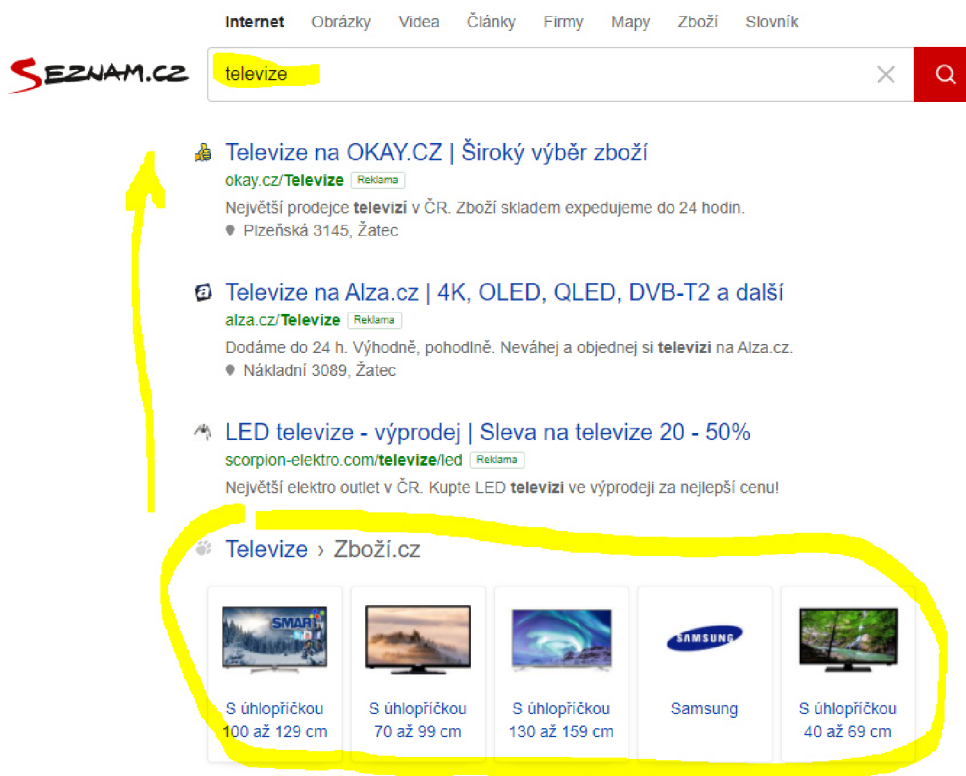 Internet Obrázky Videa Články Firmy Mapy Zboží Slovník
SEZNAM.CZ
televize
Televize na OKAY.CZ | Široký výběr zboží
okay.cz/Televize Reklama
Největší prodejce televizí v ČR. Zboží skladem expedujeme do 24 hodin.
Plzeňská 3145, Žatec
Televize na Alza.cz | 4K, OLED, QLED, DVB-T2 a další
alza.cz/Televize Reklama
Dodáme do 24 h. Výhodně, pohodlně. Neváhej a objednej si televizi na Alza.cz.
Nákladní 3089, Žatec
LED televize - výprodej | Sleva na televize 20 - 50%
scorpion-elektro.com/televize/led Reklama
Největší elektro outlet v ČR. Kupte LED televizi ve výprodeji za nejlepší cenu!
Televize › Zboží.cz
SMART
SAMSUNG
S úhlopříčkou
100 až 129 cm
S úhlopříčkou
70 až 99 cm
S úhlopříčkou
130 až 159 cm
Samsung
S úhlopříčkou
40 až 69 cm